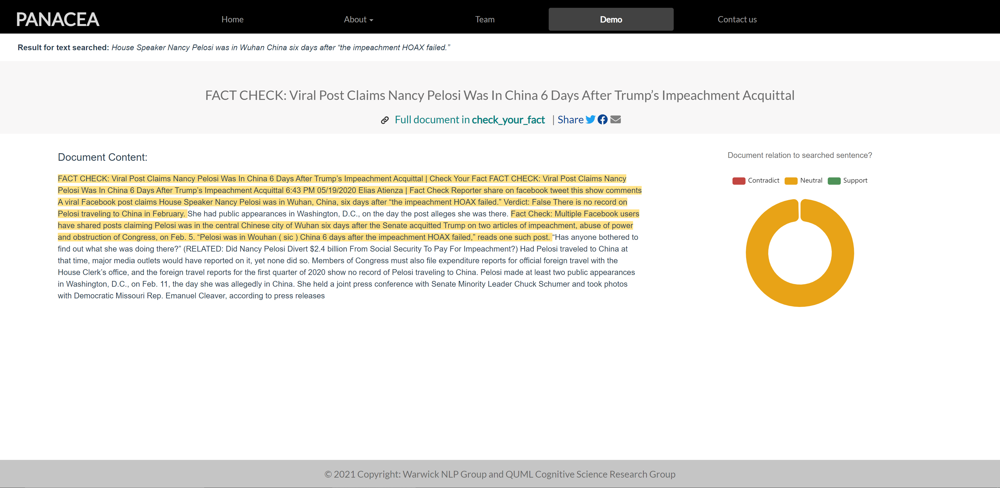 PANACEA
Home
About
Team
Demo
Contact us
Result for text searched: House Speaker Nancy Pelosi was in Wuhan China six days after “the impeachment HOAX failed.”
FACT CHECK: Viral Post Claims Nancy Pelosi Was In China 6 Days After Trump’s Impeachment Acquittal
Full document in check_your_fact | Share
Document Content:
FACT CHECK: Viral Post Claims Nancy Pelosi Was In China 6 Days After Trump’s Impeachment Acquittal | Check Your Fact FACT CHECK: Viral Post Claims Nancy
Pelosi Was In China 6 Days After Trump’s Impeachment Acquittal 6:43 PM 05/19/2020 Elias Atienza | Fact Check Reporter share on facebook tweet this show comments
A viral Facebook post claims House Speaker Nancy Pelosi was in Wuhan, China, six days after “the impeachment HOAX failed.” Verdict: False There is no record on
Pelosi traveling to China in February. She had public appearances in Washington, D.C., on the day the post alleges she was there. Fact Check: Multiple Facebook users
have shared posts claiming Pelosi was in the central Chinese city of Wuhan six days after the Senate acquitted Trump on two articles of impeachment, abuse of power
and obstruction of Congress, on Feb. 5. “Pelosi was in Wouhan ( sic ) China 6 days after the impeachment HOAX failed,” reads one such post. “Has anyone bothered to
find out what she was doing there?” (RELATED: Did Nancy Pelosi Divert $2.4 billion From Social Security To Pay For Impeachment?) Had Pelosi traveled to China at
that time, major media outlets would have reported on it, yet none did so. Members of Congress must also file expenditure reports for official foreign travel with the
House Clerk’s office, and the foreign travel reports for the first quarter of 2020 show no record of Pelosi traveling to China. Pelosi made at least two public appearances
in Washington, D.C., on Feb. 11, the day she was allegedly in China. She held a joint press conference with Senate Minority Leader Chuck Schumer and took photos
with Democratic Missouri Rep. Emanuel Cleaver, according to press releases
Document relation to searched sentence?
Contradict
Neutral
Support
© 2021 Copyright: Warwick NLP Group and QUML Cognitive Science Research Group